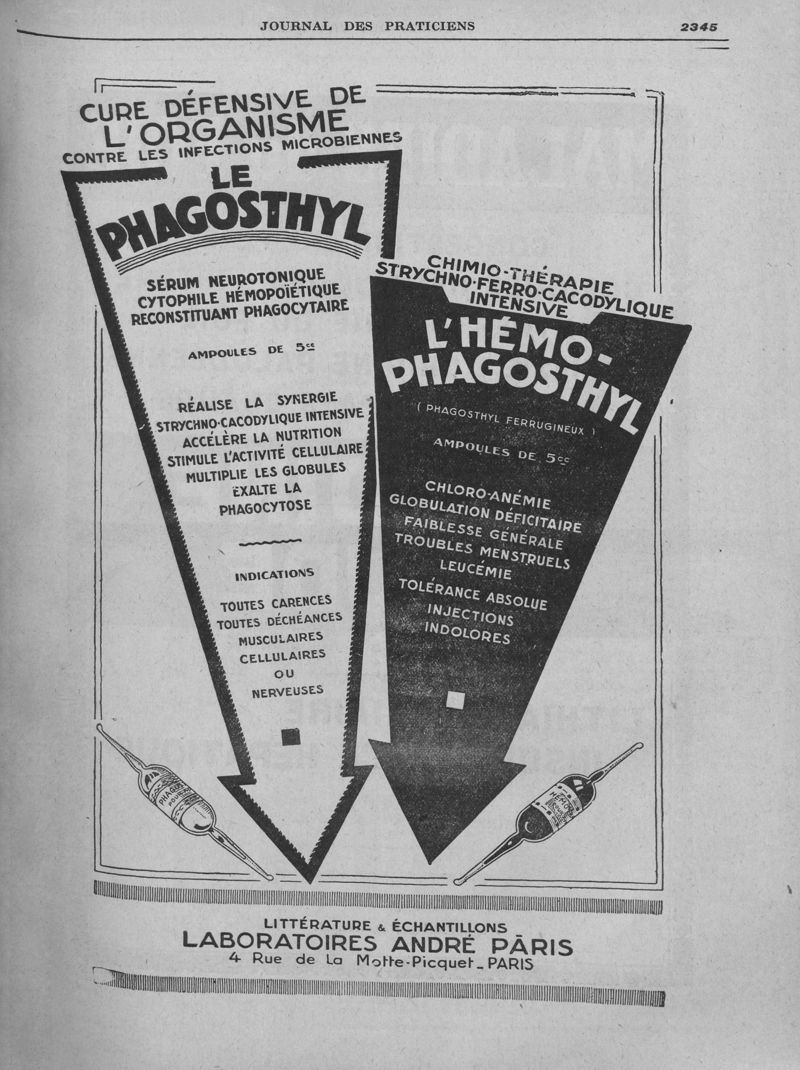 JOURNAL DES PRATICIENS
2345
CURE DÉFENSIVE DE
L'ORGANISME
CONTRE LES INFECTIONS MICROBIENNES
LE
PHAGOSTHYL
SÉRUM NEUROTONIQUE
CYTOPHILE HÉMOPOÏÉTIQUE
RECONSTITUANT PHAGOCYTAIRE
AMPOULES DE 5cc
RÉALISE LA SYNERGIE
STRYCHNO-CACODYLIQUE INTENSIVE
ACCÉLÈRE LA NUTRITION
STIMULE L'ACTIVITÉ CELLULAIRE
MULTIPLIE LES GLOBULES
EXALTE LA
PHAGOCYTOSE
INDICATIONS
TOUTES CARENCES
TOUTES DÉCHÉANCES
MUSCULAIRES
CELLULAIRES
OU
NERVEUSES
CHIMIO-THÉRAPIE
STRYCHNO-FERRO-CACODYLIQUE
INTENSIVE
L'HÉMO-
PHAGOSTHYL
( PHAGOSTHYL FERRUGINEUX )
AMPOULES DE 5cc
CHLORO-ANÉMIE
GLOBULATION DÉFICITAIRE
FAIBLESSE GÉNÉRALE
TROUBLES MENSTRUELS
LEUCÉMIE
TOLÉRANCE ABSOLUE
INJECTIONS
INDOLORES
LITTÉRATURE & ÉCHANTILLONS
LABORATOIRES ANDRÉ PÂRIS
4 Rue de La Motte-Picquet_PARIS